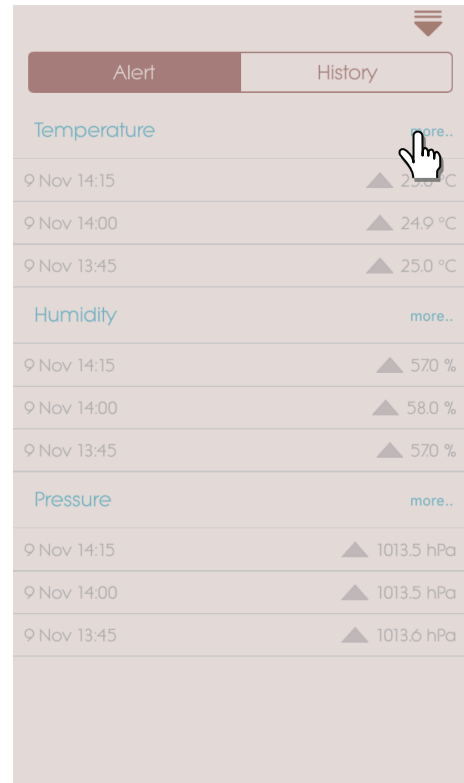 Alert History
Temperature more..
9 Nov 14:15 °C
9 Nov 14:00 24.9 °C
9 Nov 13:45 25.0 °C
Humidity more..
9 Nov 14:15 57.0 %
9 Nov 14:00 58.0 %
9 Nov 13:45 57.0 %
Pressure more..
9 Nov 14:15 1013.5 hPa
9 Nov 14:00 1013.5 hPa
9 Nov 13:45 1013.6 hPa